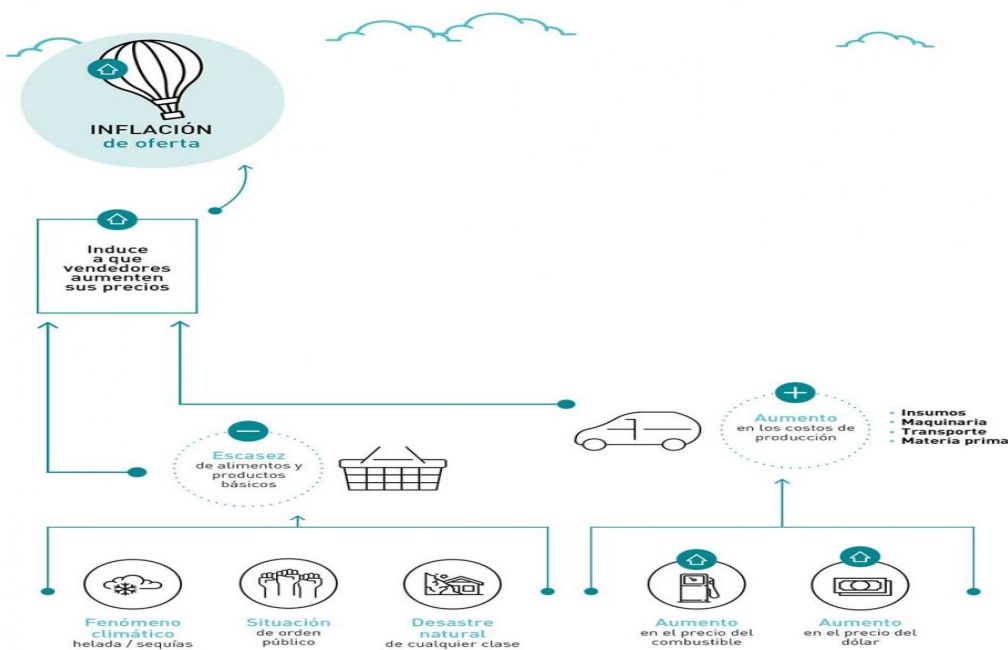 INFLACIÓN
de oferta
Induce
a que
vendedores
aumenten
sus precios
Escasez
de alimentos y
productos
básicos
Aumento
en los costos de
producción
• Insumos
• Maquinaria
• Transporte
• Materia prima
Fenómeno
climático
helada / sequías
Situación
de orden
público
Desastre
natural
de cualquier clase
Aumento
en el precio del
combustible
Aumento
en el precio del
dólar